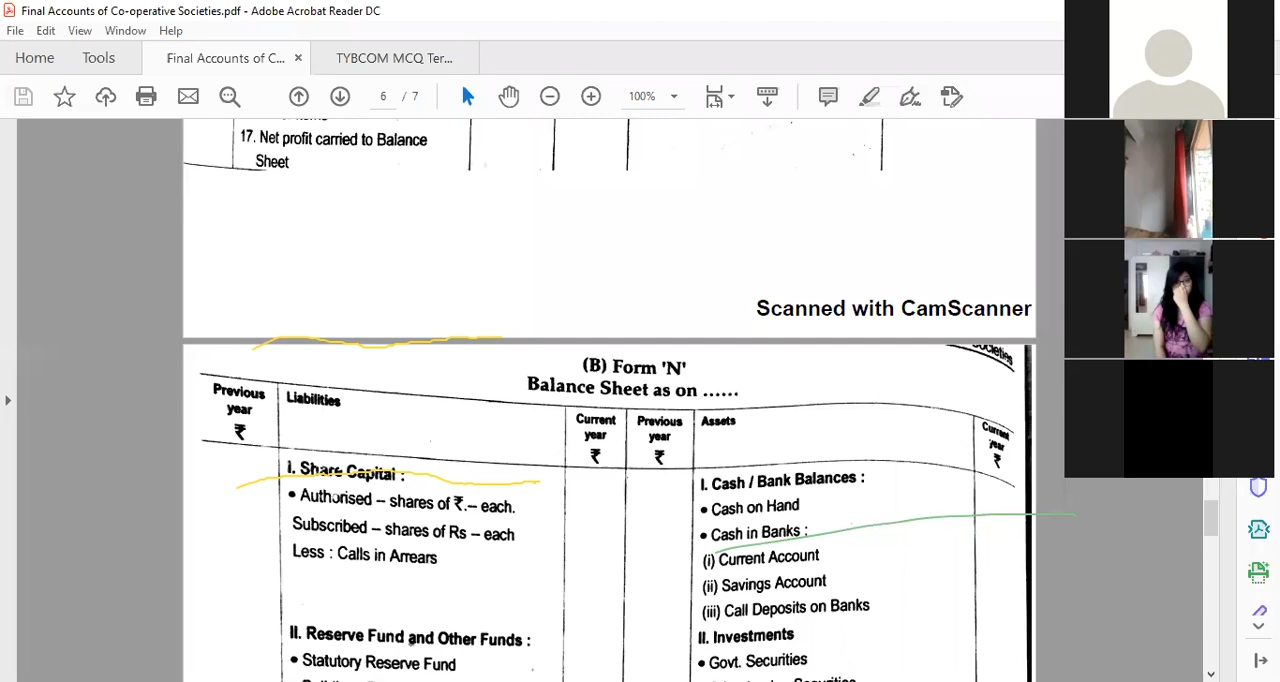 Final Accounts of Co-operative Societies.pdf - Adobe Acrobat Reader DC
File Edit View Window Help
Home Tools Final Accounts of C... × TYBCOM MCQ Ter...
6 / 7 100%
17. Net profit carried to Balance
Sheet
Scanned with CamScanner
(B) Form 'N'
Balance Sheet as on ......
Previous
year
₹
Liabilities
Current
year
₹
Previous
year
₹
Assets
Current
year
₹
I. Share Capital :
• Authorised – shares of ₹.– each.
Subscribed – shares of Rs – each
Less : Calls in Arrears
II. Reserve Fund and Other Funds :
• Statutory Reserve Fund
I. Cash / Bank Balances :
• Cash on Hand
• Cash in Banks :
(i) Current Account
(ii) Savings Account
(iii) Call Deposits on Banks
II. Investments
• Govt. Securities